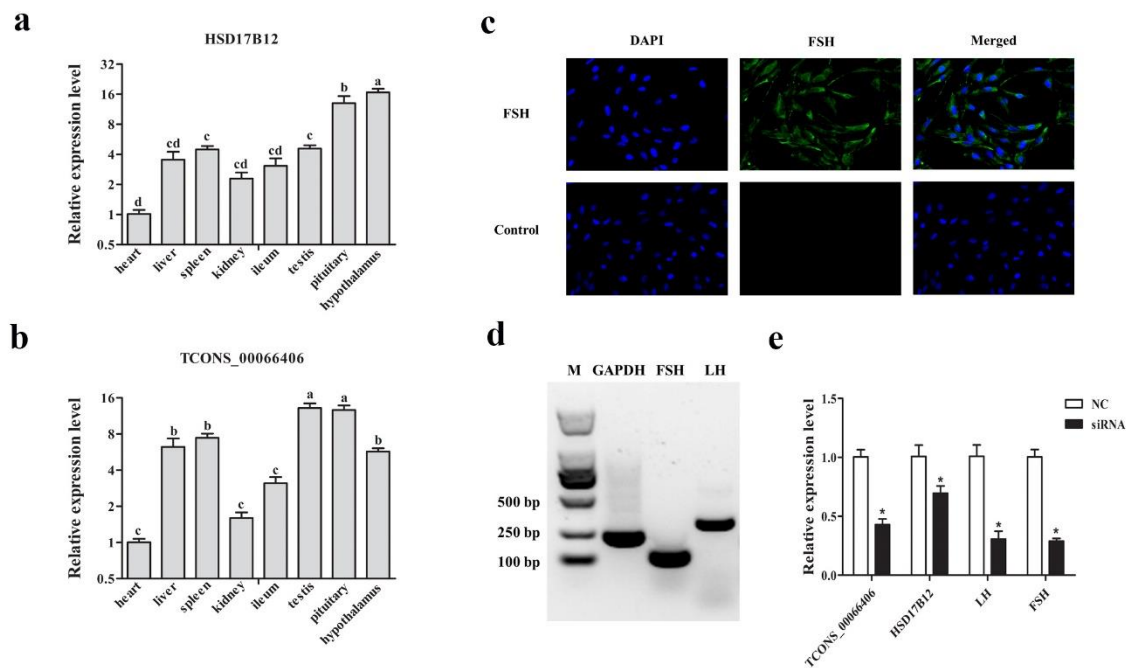 a
HSD17B12
Relative expression level
32
16
8
4
2
1
0.5
d
cd
c
cd
cd
c
b
a
heart
liver
spleen
kidney
ileum
testis
pituitary
hypothalamus
b
TCONS_00066406
Relative expression level
16
8
4
2
1
0.5
c
b
b
c
c
a
a
b
heart
liver
spleen
kidney
ileum
testis
pituitary
hypothalamus
c
DAPI FSH Merged
FSH
Control
d
M GAPDH FSH LH
500 bp
250 bp
100 bp
e
NC
siRNA
Relative expression level
1.5
1.0
0.5
0.0
*
*
*
*
TCONS_00066406
HSD17B12
LH
FSH